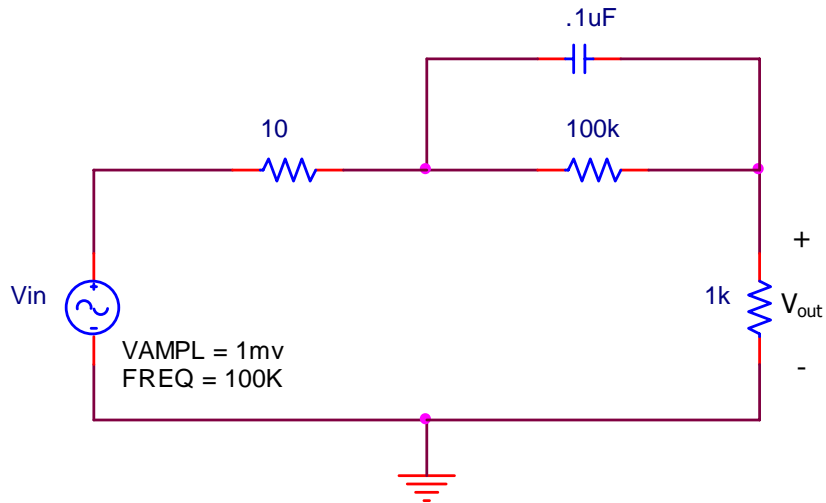 .1uF
10
100k
+
Vin
1k
Vout
VAMPL = 1mv
FREQ = 100K
-